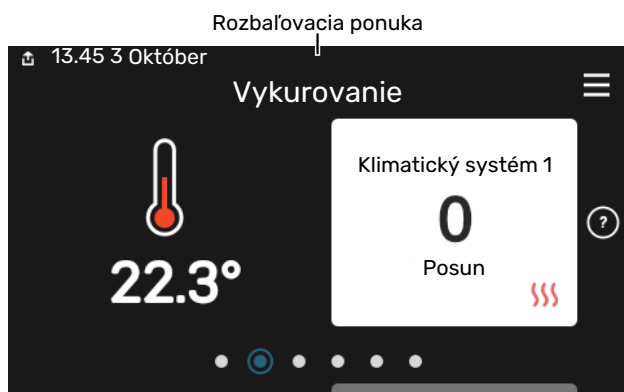 Rozbaľovacia ponuka
13.45 3 Október
Vykurovanie
Klimatický systém 1
0
Posun
22.3°
?